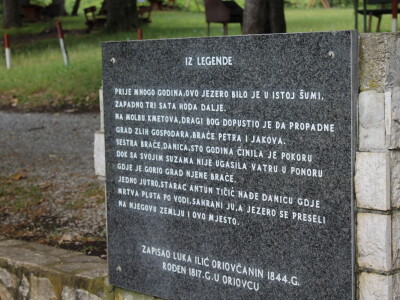 IZ LEGENDE
PRIJE MNOGO GODINA,OVO JEZERO BILO JE U ISTOJ ŠUMI,
ZAPADNO TRI SATA HODA DALJE.
NA MOLBU KMETOVA,DRAGI BOG DOPUSTIO JE DA PROPADNE
GRAD ZLIH GOSPODARA,BRAĆE PETRA I JAKOVA.
SESTRA BRAĆE,DANICA,STO GODINA ČINILA JE POKORU
DOK SA SVOJIM SUZAMA NIJE UGASILA VATRU U PONORU
GDJE JE GORIO GRAD NJENE BRAĆE.
JEDNO JUTRO,STARAC ANTUN TIČIĆ NAĐE DANICU GDJE
MRTVA PLUTA PO VODI,SAHRANI JU,A JEZERO SE PRESELI
NA NJEGOVU ZEMLJU I OVO MJESTO.
ZAPISAO LUKA ILIĆ ORIOVČANIN 1844.G.
ROĐEN 1817.G.U ORIOVCU